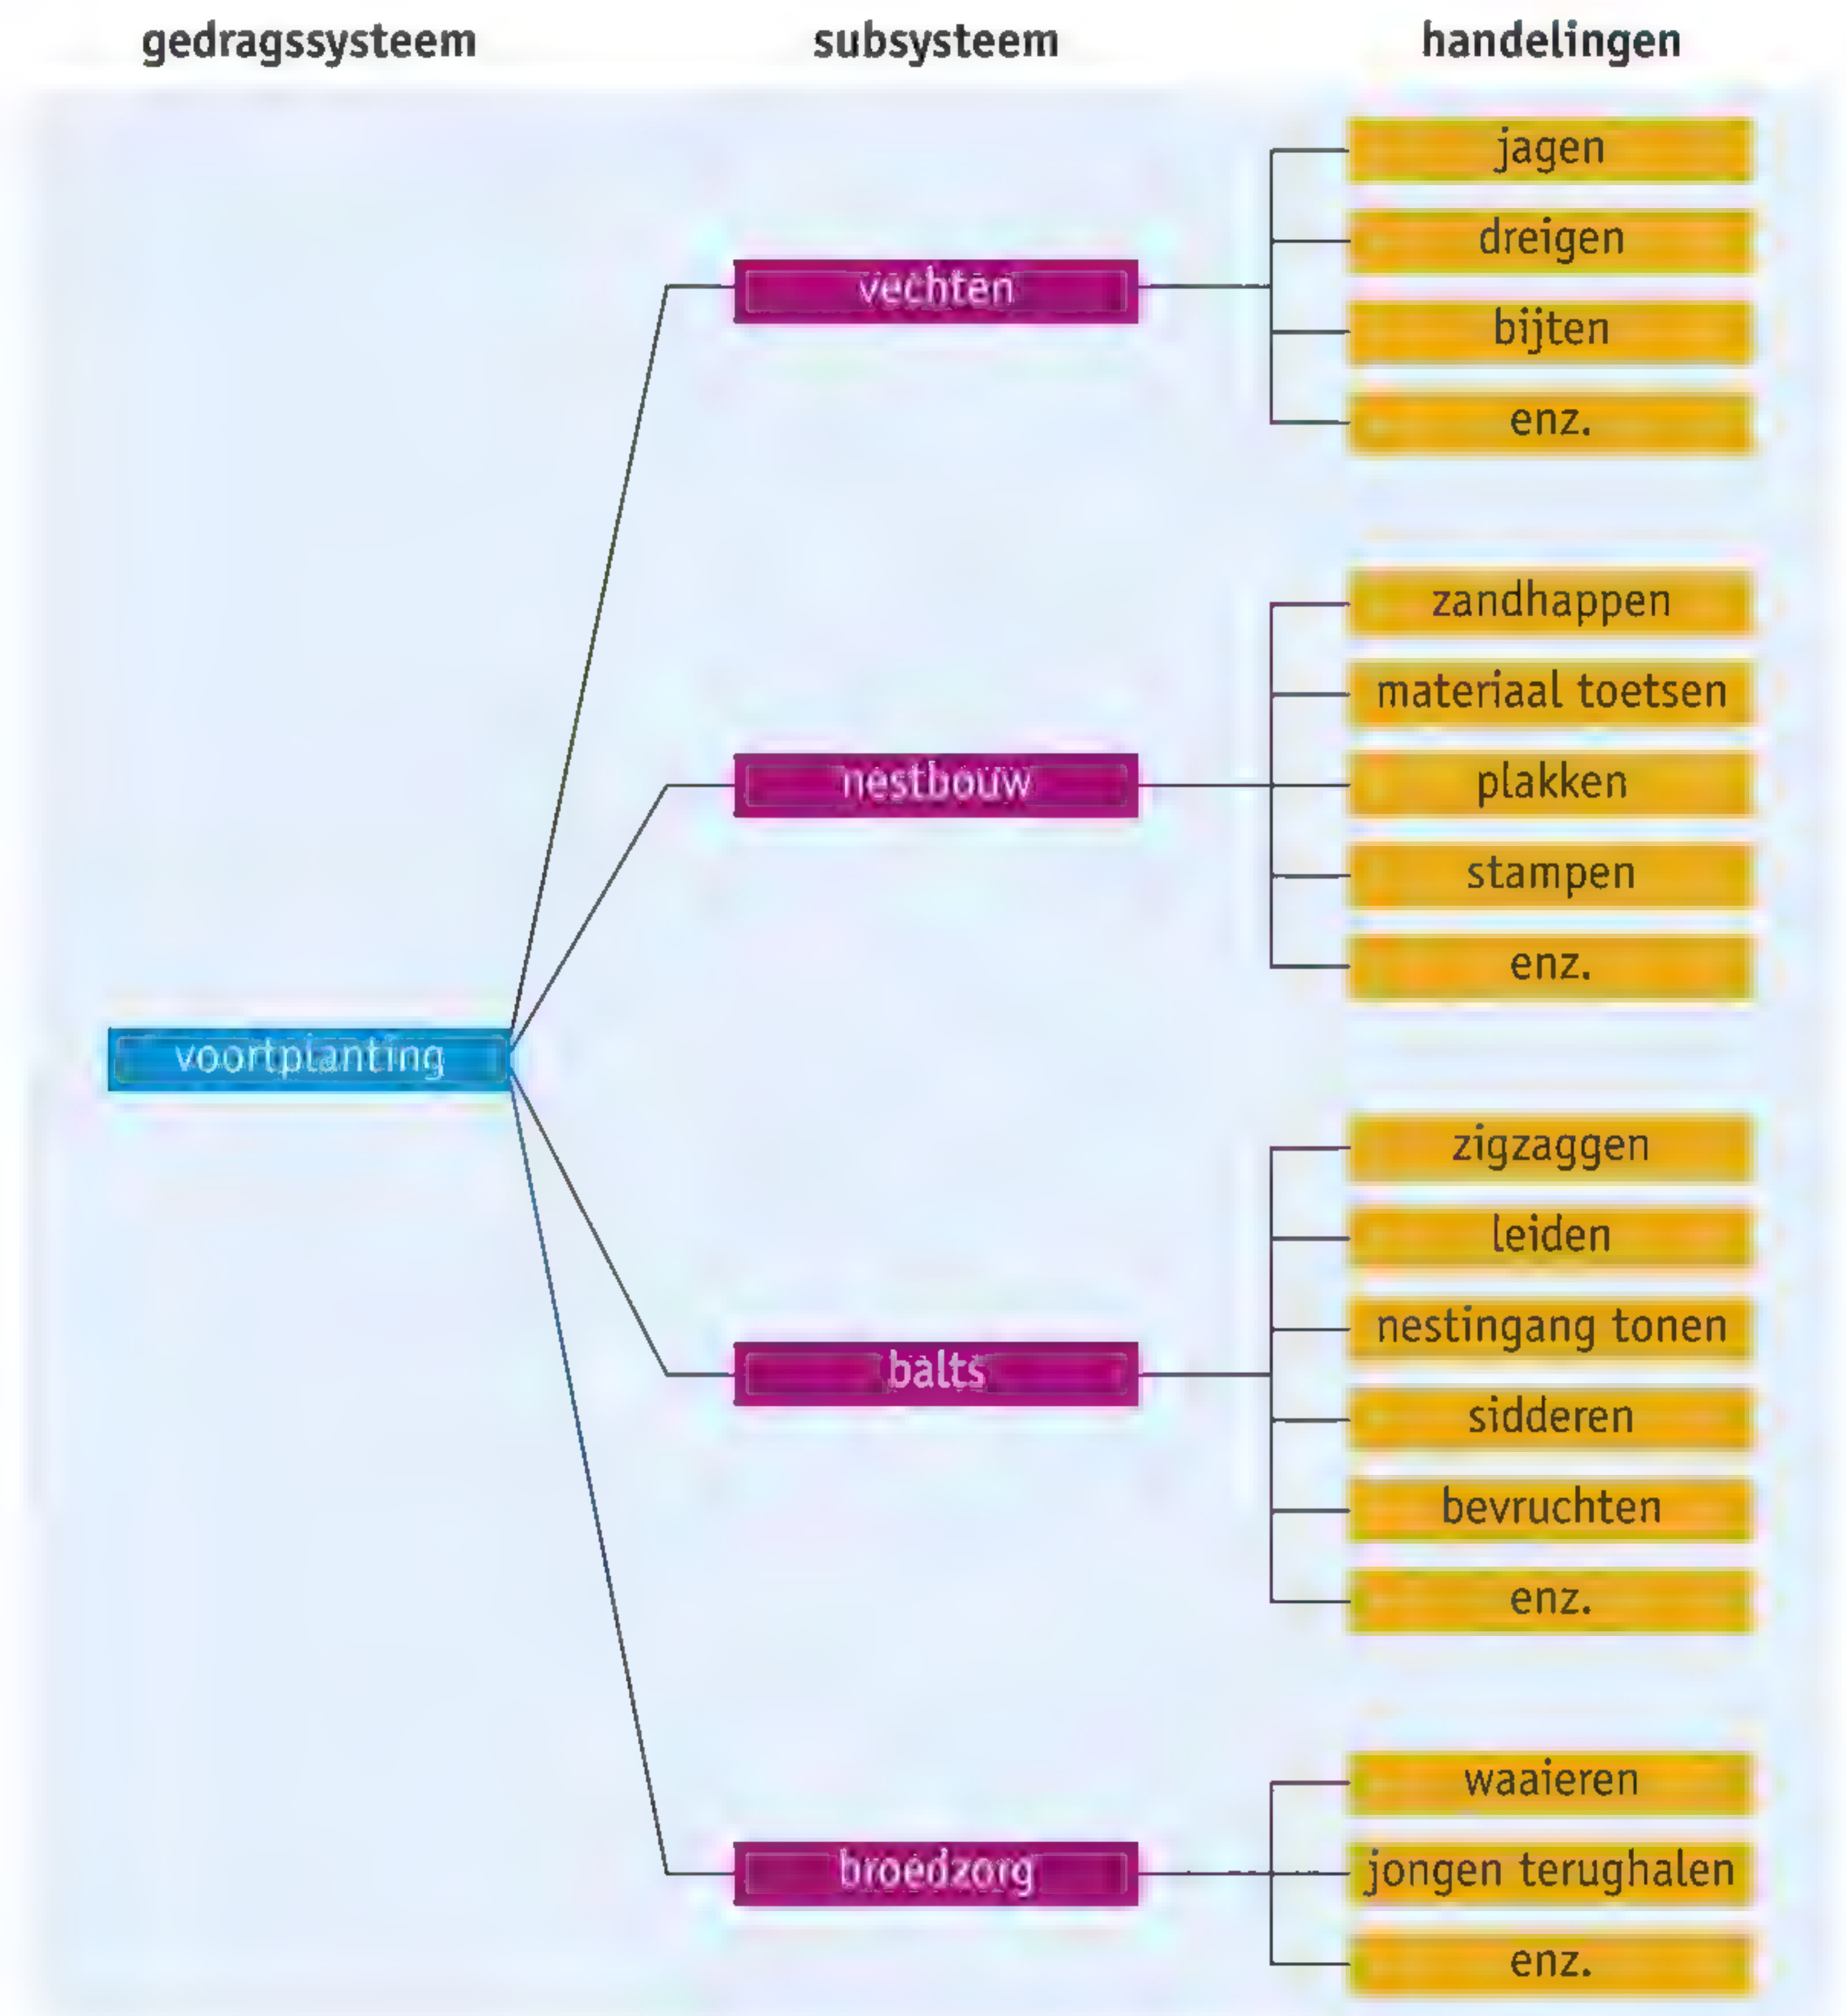 gedragssysteem
subsysteem
handelingen
voortplanting
vechten
jagen
dreigen
bijten
enz.
nestbouw
zandhappen
materiaal toetsen
plakken
stampen
enz.
balts
zigzaggen
leiden
nestingang tonen
sidderen
bevruchten
enz.
broedzorg
waaieren
jongen terughalen
enz.